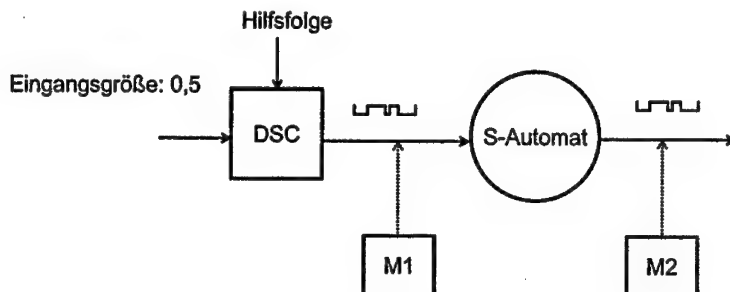 Hilfsfolge
Eingangsgröße: 0,5
DSC
S-Automat
M1
M2